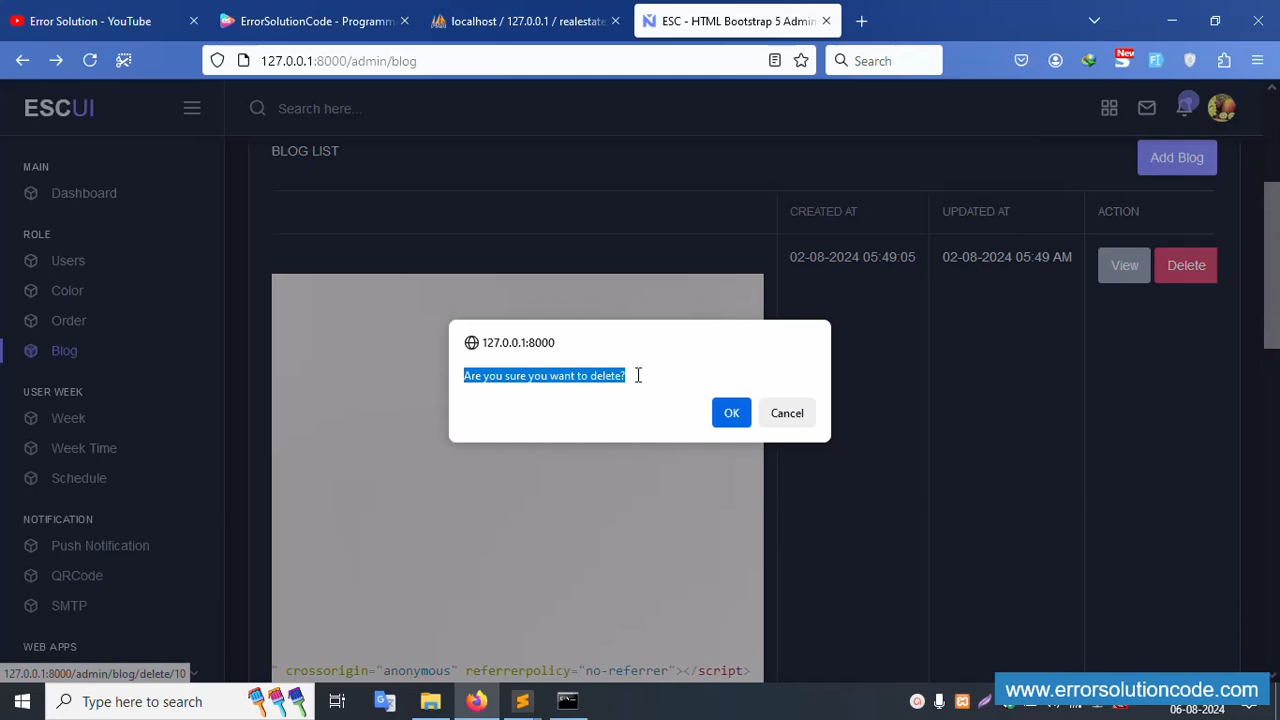 Error Solution - YouTube
ErrorSolutionCode - Programm
localhost / 127.0.0.1 / realestate
ESC - HTML Bootstrap 5 Admin
127.0.0.1:8000/admin/blog
Search
New
ESCUI
Search here...
MAIN
Dashboard
ROLE
Users
Color
Order
Blog
USER WEEK
Week
Week Time
Schedule
NOTIFICATION
Push Notification
QRCode
SMTP
WEB APPS
BLOG LIST
Add Blog
CREATED AT
UPDATED AT
ACTION
02-08-2024 05:49:05
02-08-2024 05:49 AM
View
Delete
127.0.0.1:8000
Are you sure you want to delete?
OK
Cancel
" crossorigin="anonymous" referrerpolicy="no-referrer"></script>
127.0.0.1:8000/admin/blog/delete/10
Type here to search
www.errorsolutioncode.com
06-08-2024